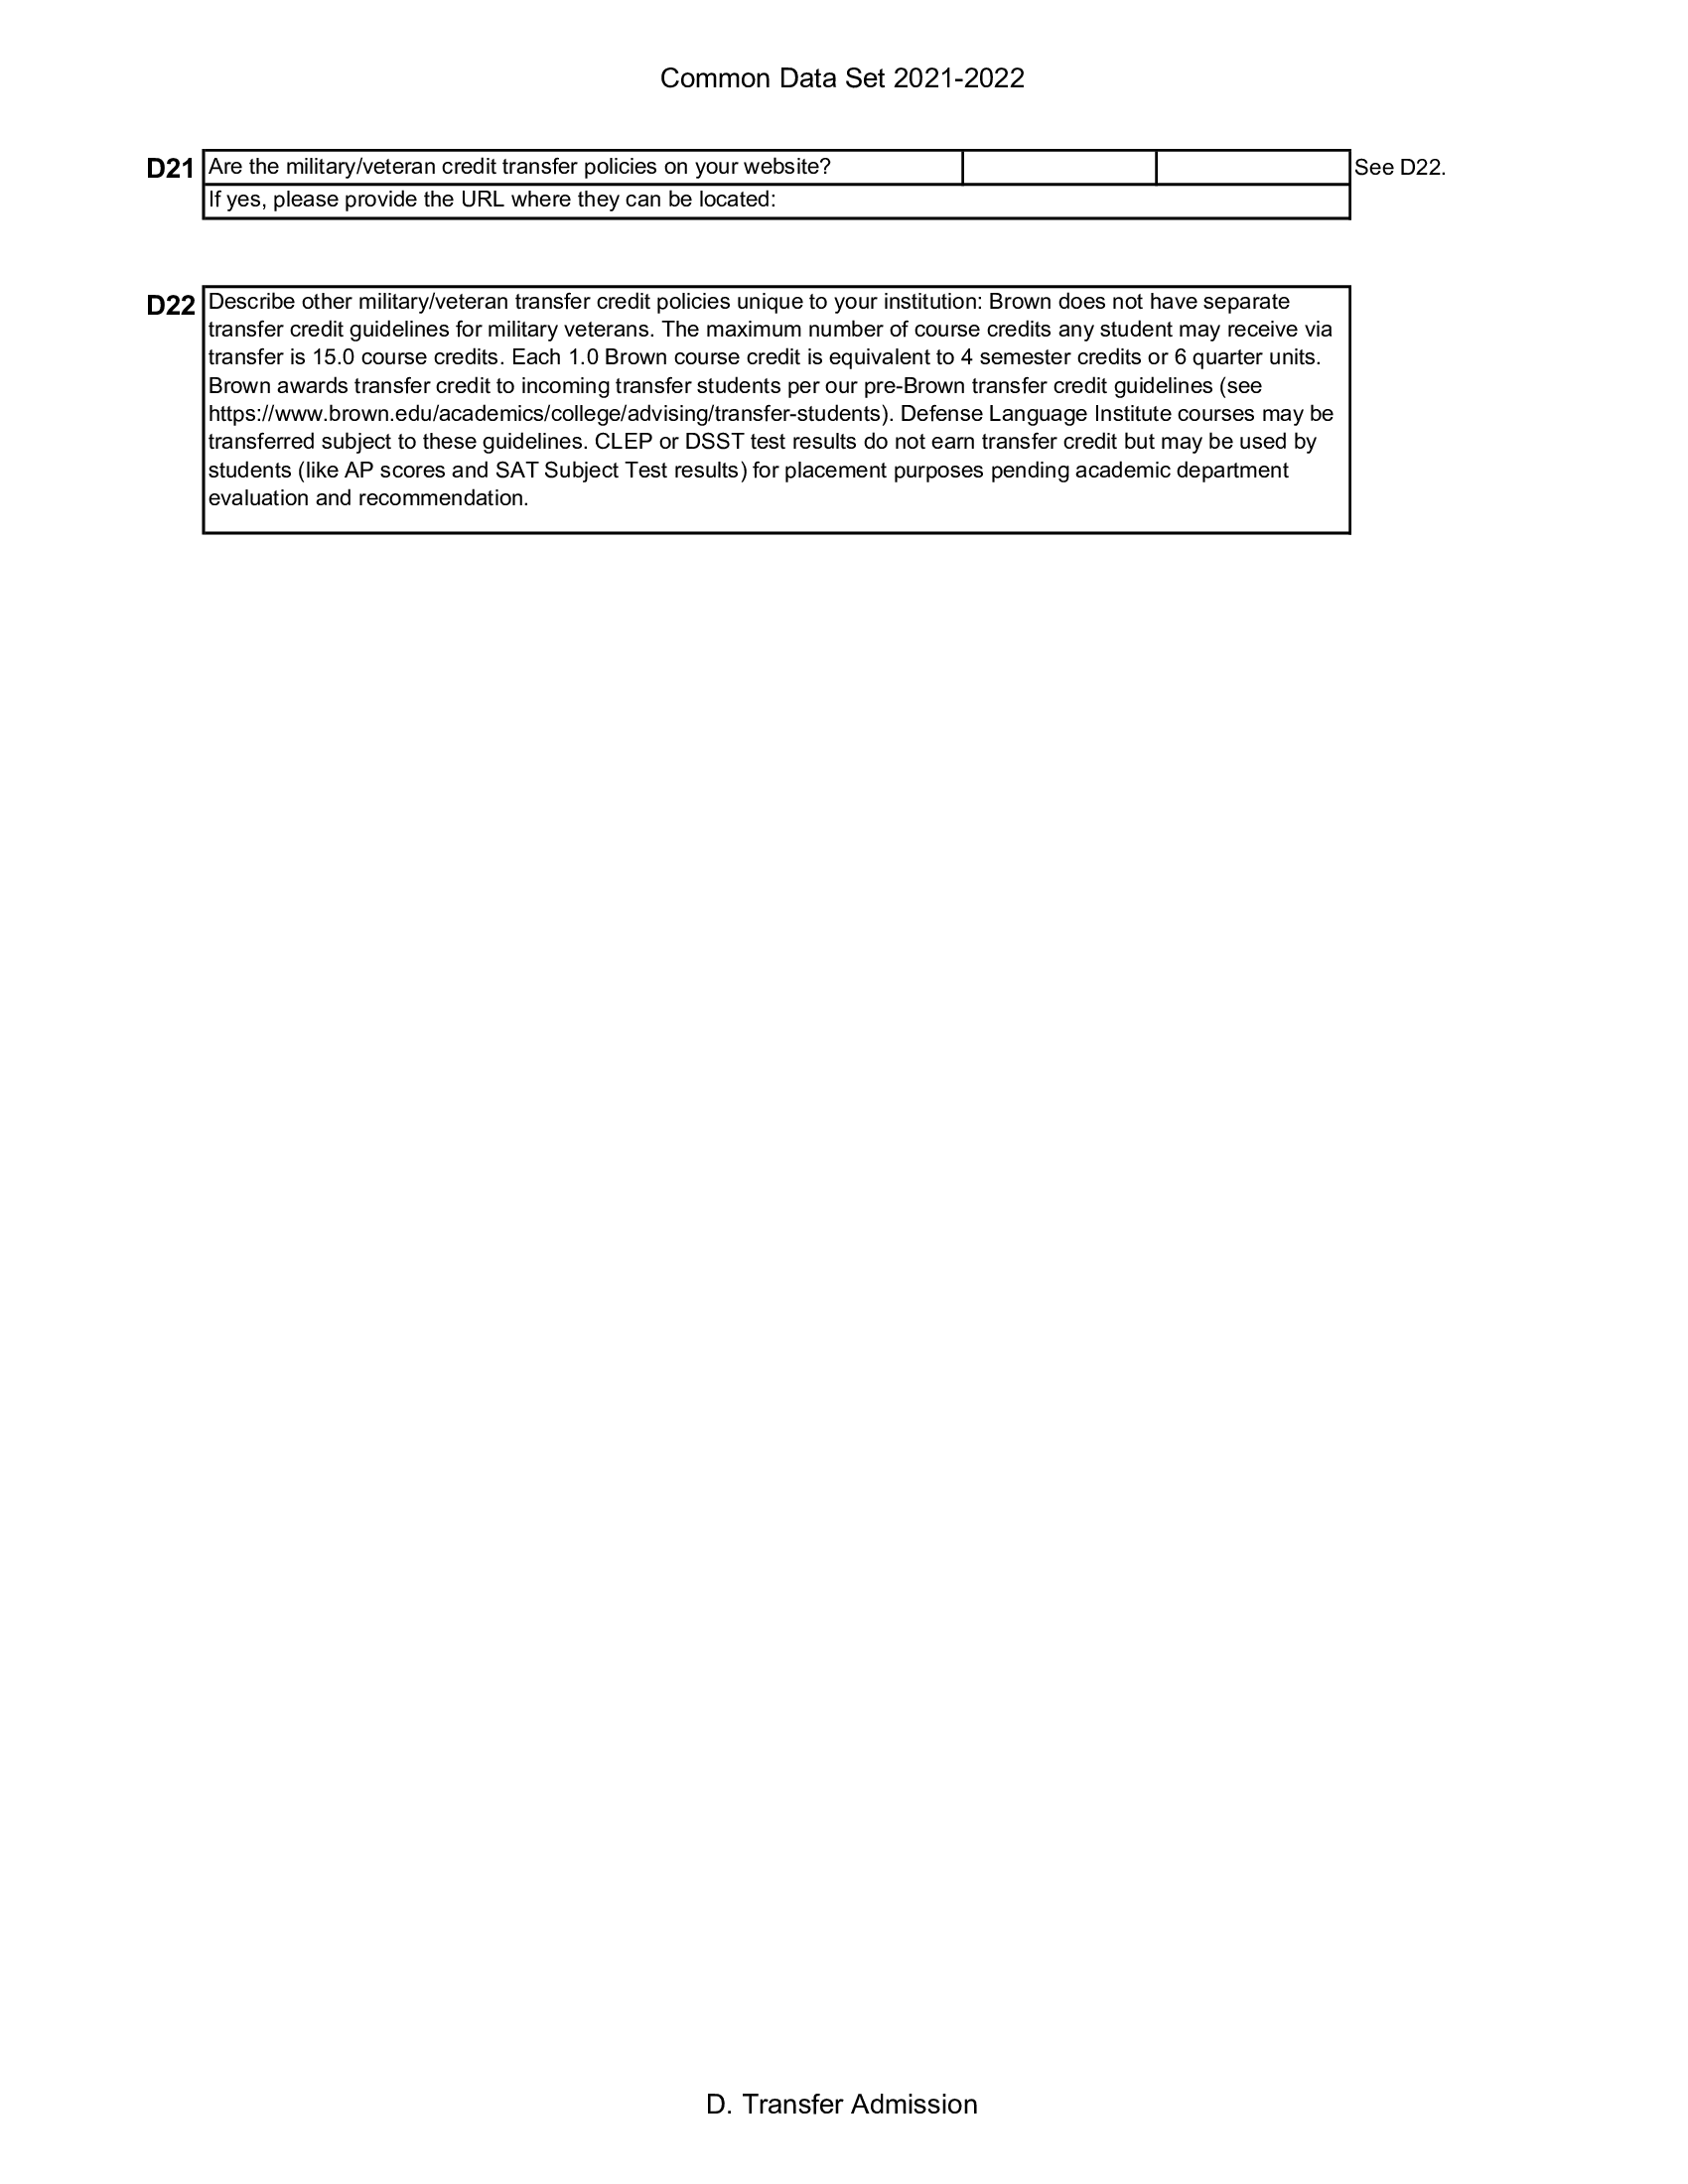 Common Data Set 2021-2022
D21 Are the military/veteran credit transfer policies on your website? See D22.
If yes, please provide the URL where they can be located:
D22 Describe other military/veteran transfer credit policies unique to your institution: Brown does not have separate
transfer credit guidelines for military veterans. The maximum number of course credits any student may receive via
transfer is 15.0 course credits. Each 1.0 Brown course credit is equivalent to 4 semester credits or 6 quarter units.
Brown awards transfer credit to incoming transfer students per our pre-Brown transfer credit guidelines (see
https://www.brown.edu/academics/college/advising/transfer-students). Defense Language Institute courses may be
transferred subject to these guidelines. CLEP or DSST test results do not earn transfer credit but may be used by
students (like AP scores and SAT Subject Test results) for placement purposes pending academic department
evaluation and recommendation.
D. Transfer Admission